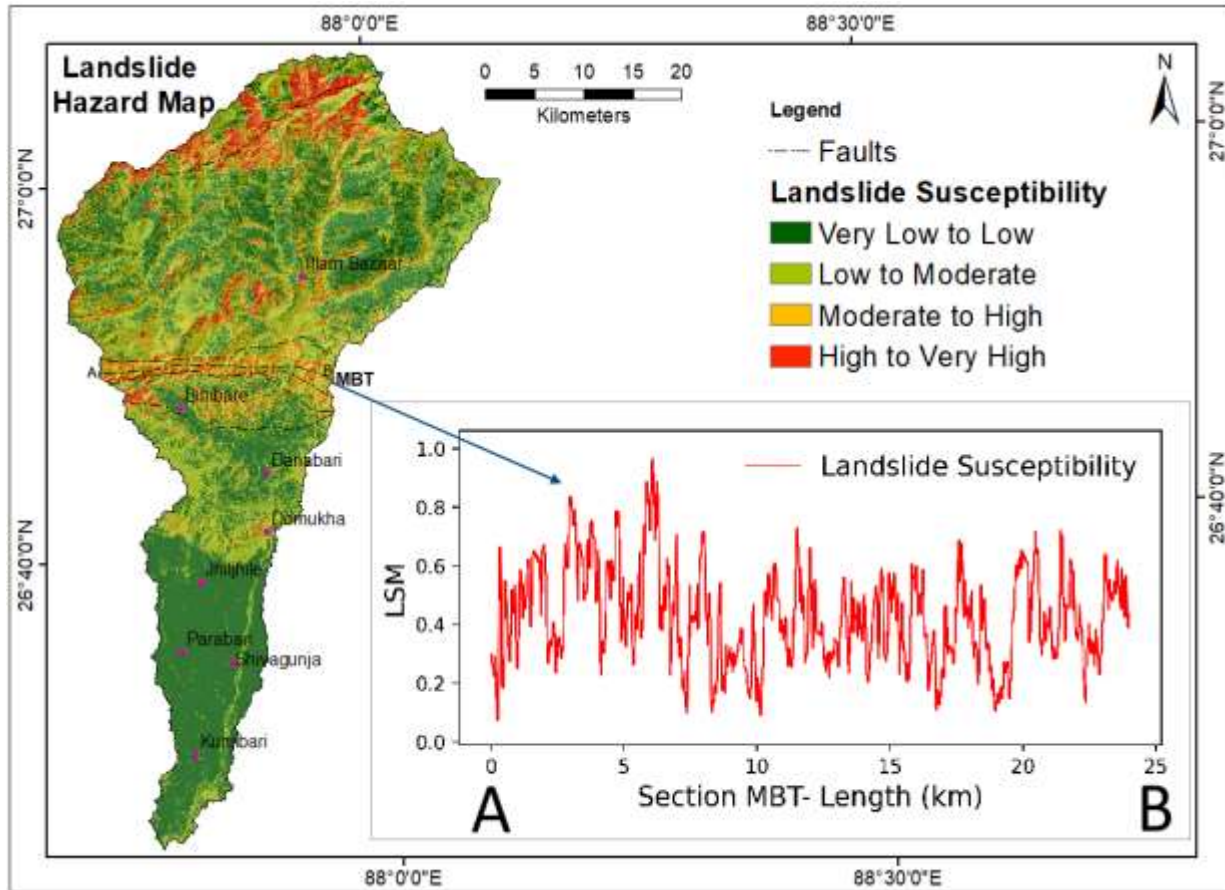 88°0'0"E
88°30'0"E
Landslide
Hazard Map
0 5 10 15 20
Kilometers
N
Legend
Faults
Landslide Susceptibility
Very Low to Low
Low to Moderate
Moderate to High
High to Very High
27°0'0"N
27°0'0"N
Illam Bazaar
A
B
MBT
Danabari
Domukha
26°40'0"N
26°40'0"N
Jhiljhile
Parabari
Shivagunja
Landslide Susceptibility
LSM
1.0
0.8
0.6
0.4
0.2
0.0
0 5 10 15 20 25
Section MBT- Length (km)
A
B
88°0'0"E
88°30'0"E